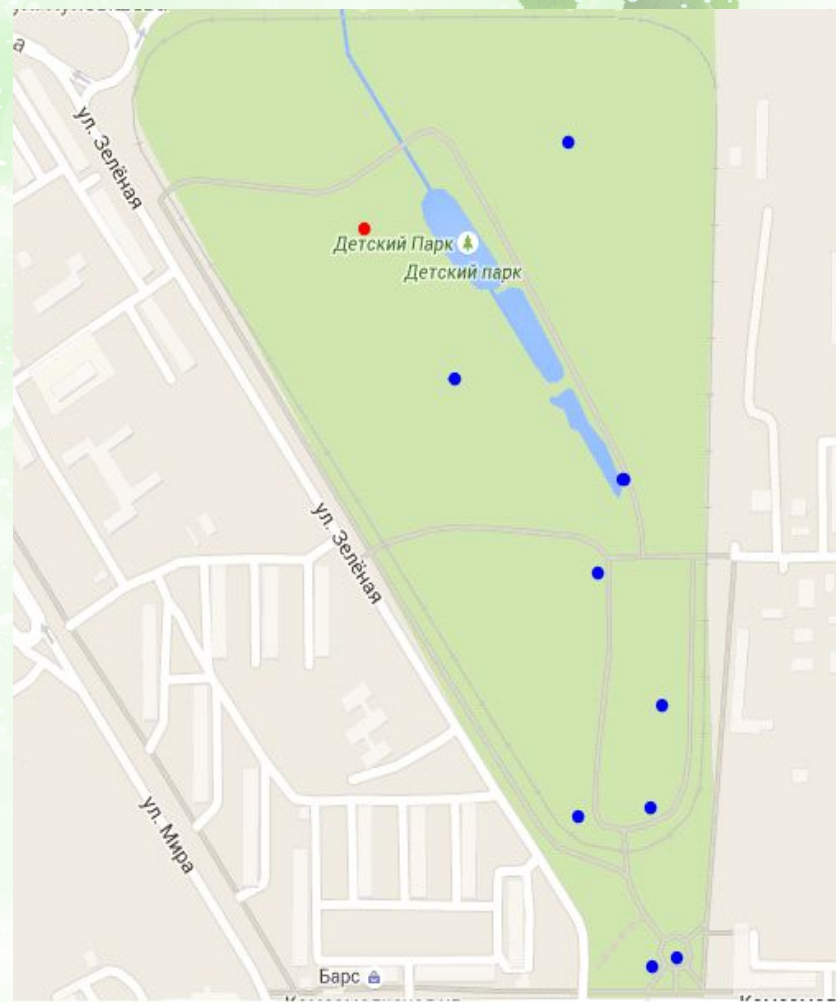 ул. Зелёная
Детский Парк
Детский парк
ул. Зелёная
ул. Мира
Барс